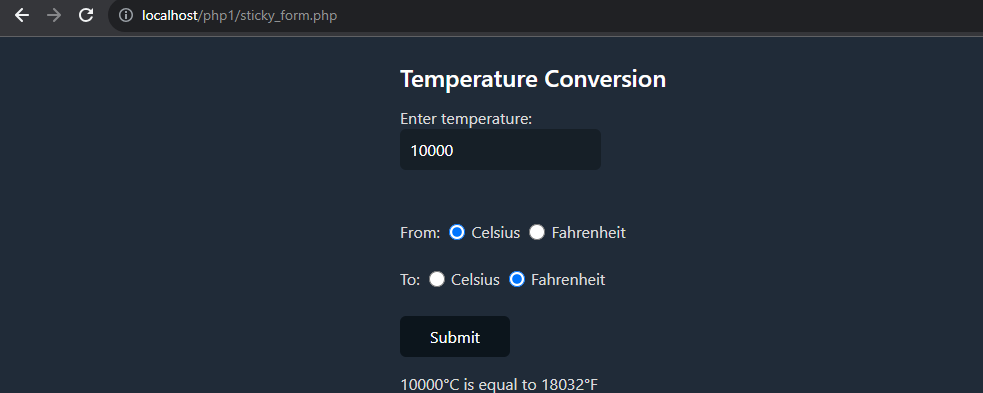 localhost/php1/sticky_form.php
Temperature Conversion
Enter temperature:
10000
From: Celsius Fahrenheit
To: Celsius Fahrenheit
Submit
10000°C is equal to 18032°F